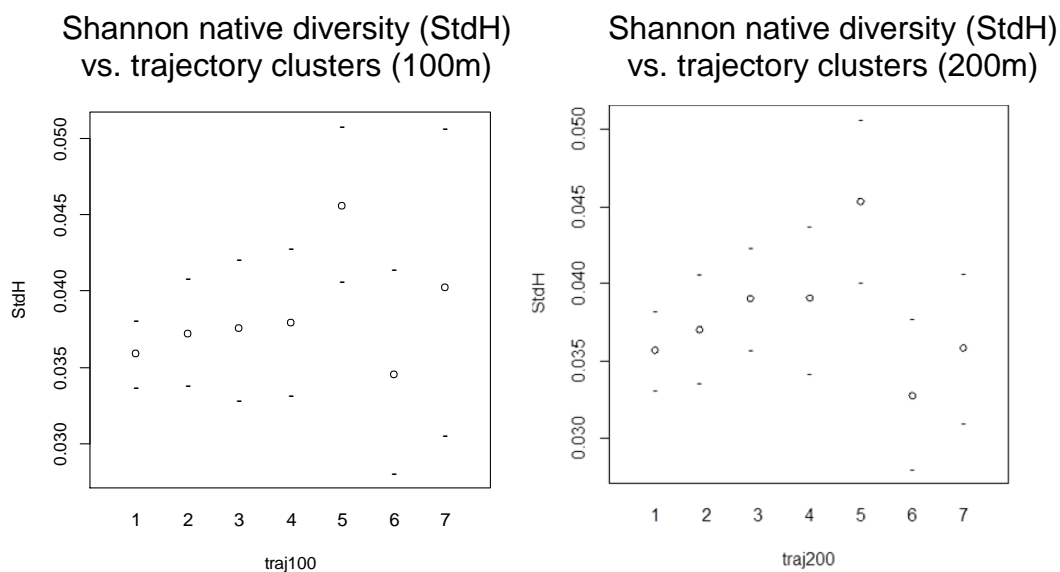 Shannon native diversity (StdH)
vs. trajectory clusters (100m)
StdH
0.050
0.045
0.040
0.035
0.030
1 2 3 4 5 6 7
traj100
Shannon native diversity (StdH)
vs. trajectory clusters (200m)
StdH
0.050
0.045
0.040
0.035
0.030
1 2 3 4 5 6 7
traj200